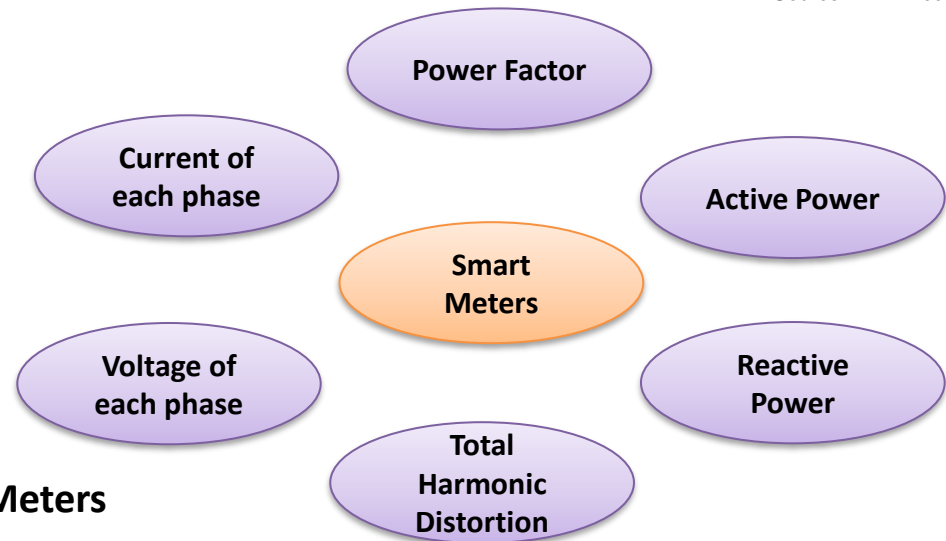 Power Factor
Current of
each phase
Active Power
Smart
Meters
Voltage of
each phase
Reactive
Power
Total
Harmonic
Distortion
Meters